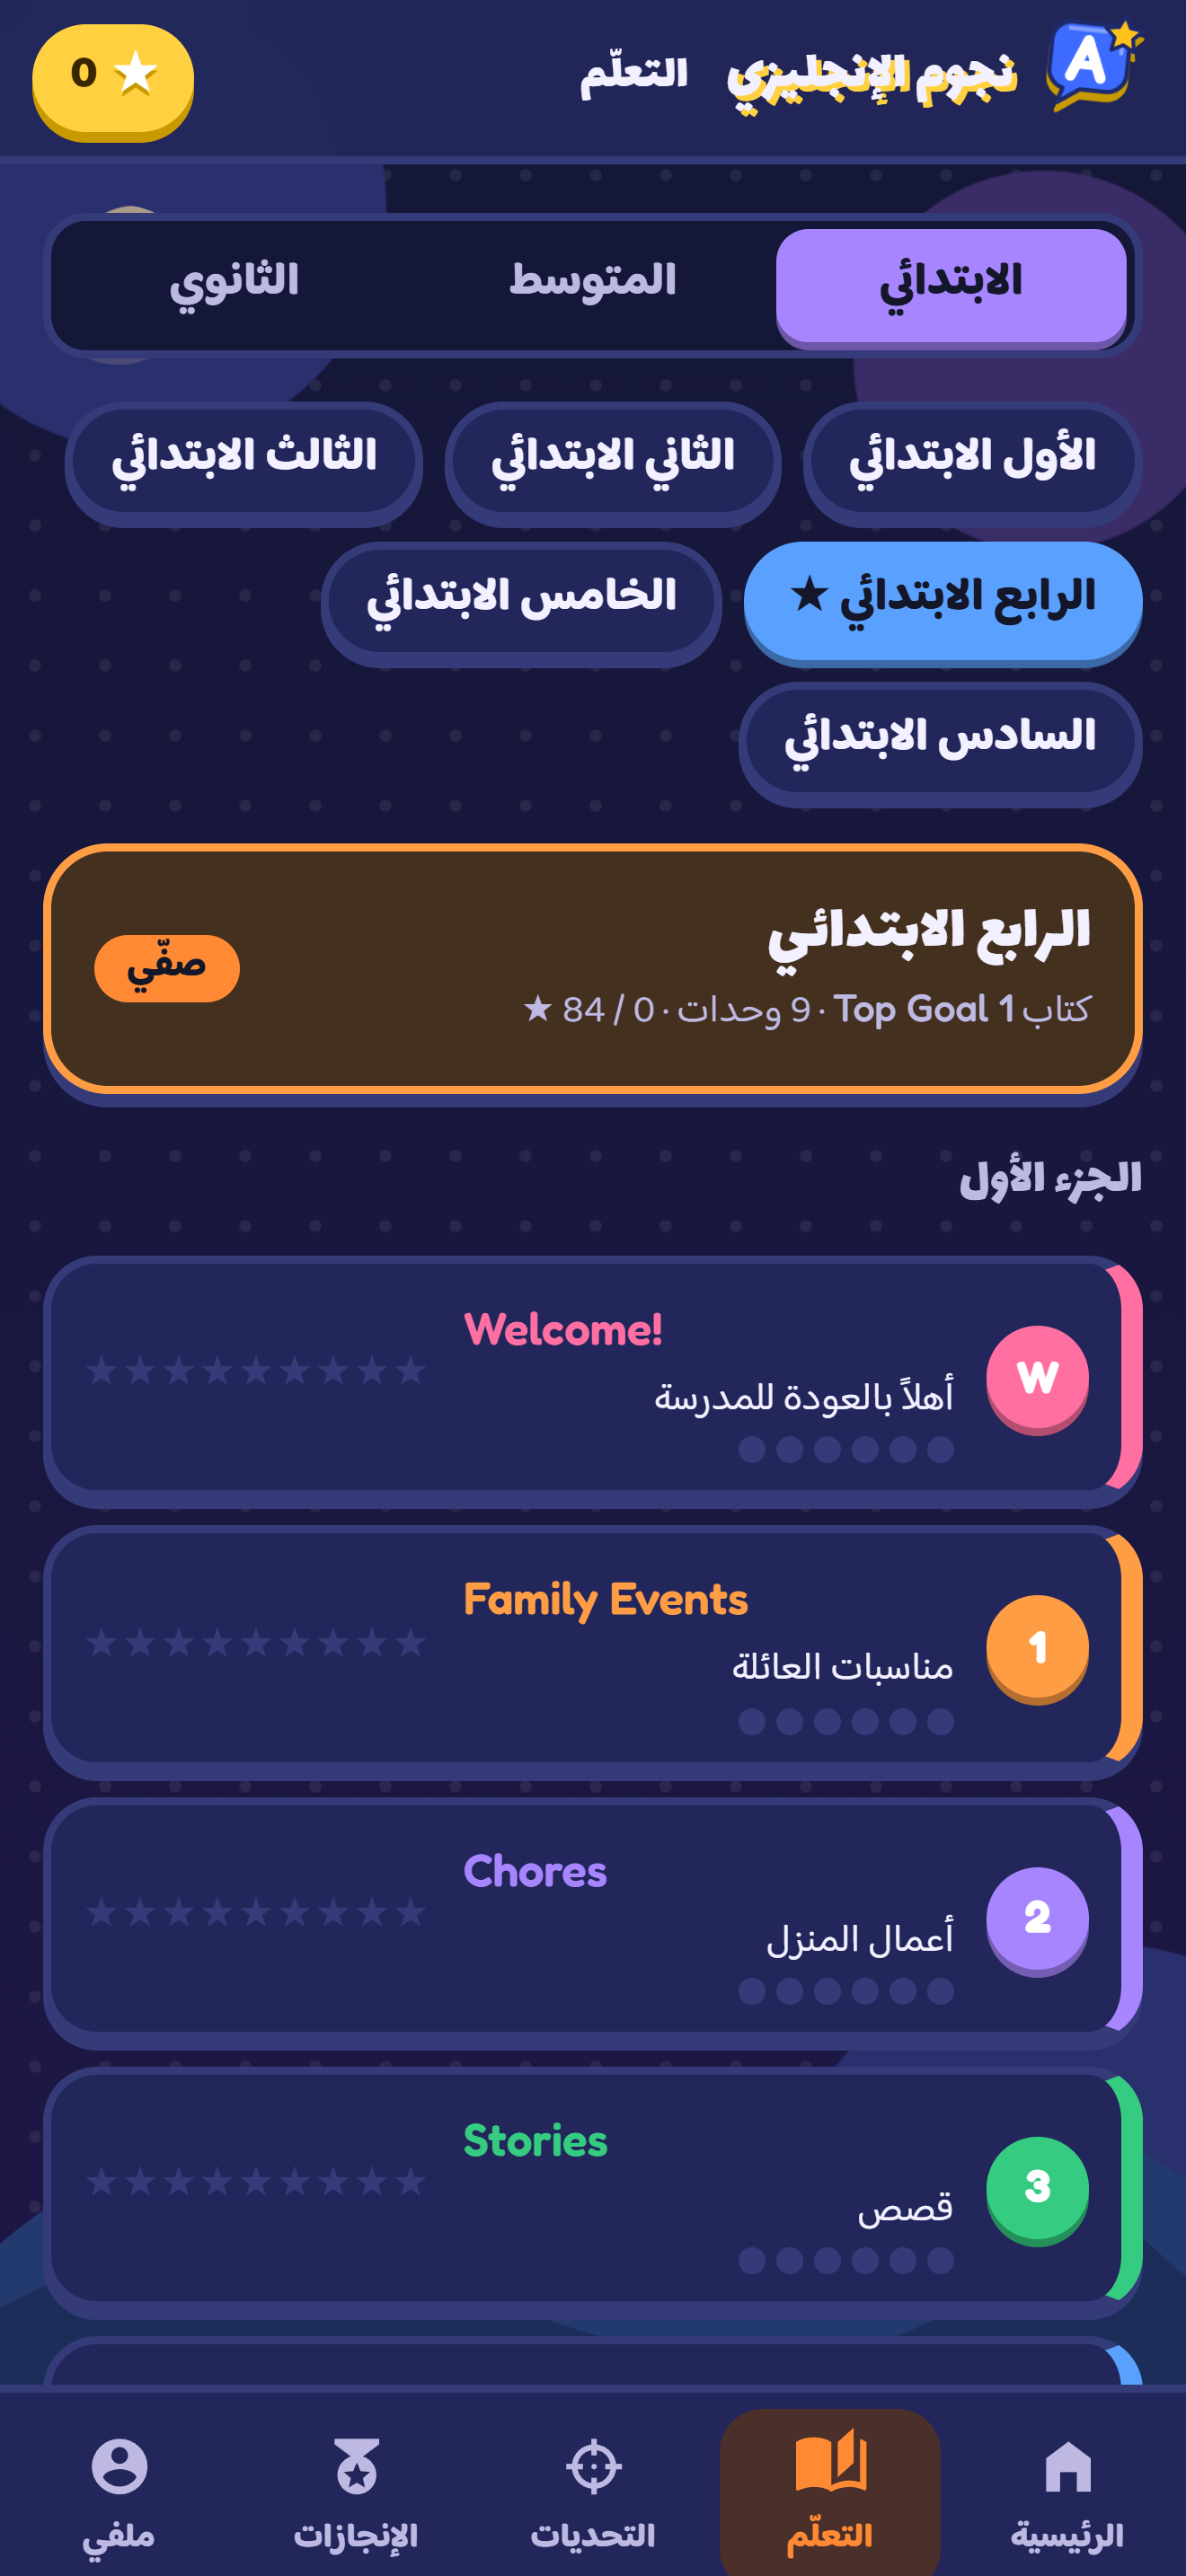 نجوم الإنجليزي التعلّم ★ 0
الابتدائي المتوسط الثانوي
الأول الابتدائي الثاني الابتدائي الثالث الابتدائي
الرابع الابتدائي ★ الخامس الابتدائي
السادس الابتدائي
الرابع الابتدائي
كتاب Top Goal 1 · 9 وحدات · 0 / 84 ★
صفّي
الجزء الأول
W
Welcome!
أهلاً بالعودة للمدرسة
1
Family Events
مناسبات العائلة
2
Chores
أعمال المنزل
3
Stories
قصص
الرئيسية التعلّم التحديات الإنجازات ملفي